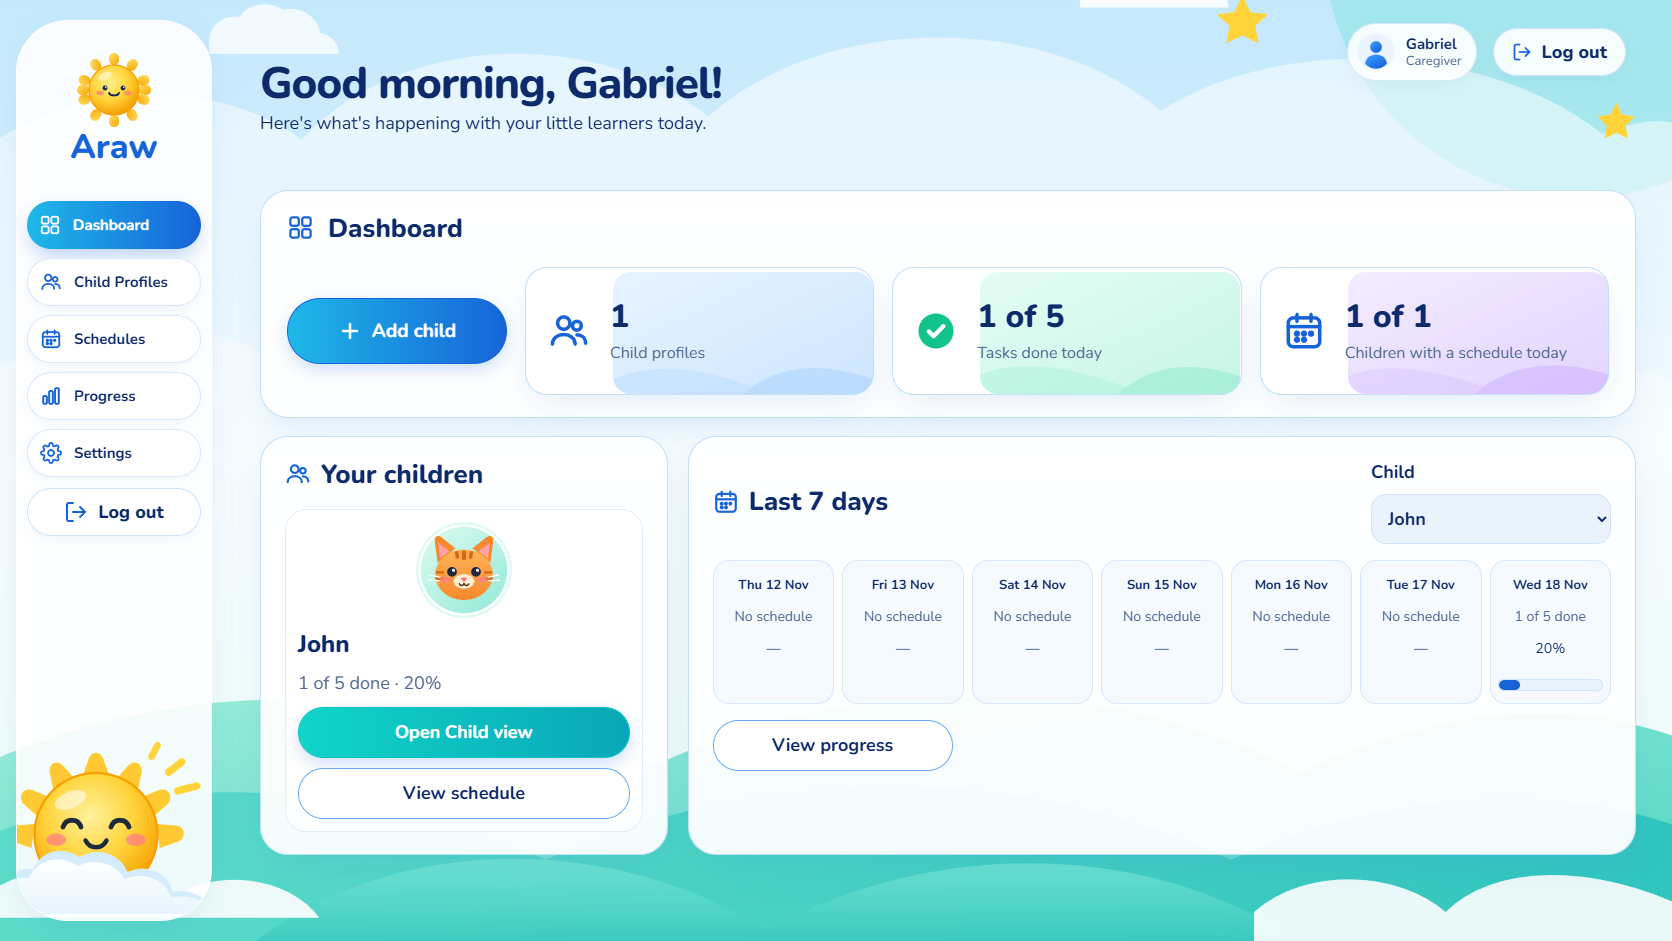 Araw
Dashboard
Child Profiles
Schedules
Progress
Settings
Log out
Good morning, Gabriel!
Here's what's happening with your little learners today.
Gabriel
Caregiver
Log out
Dashboard
Add child
1
Child profiles
1 of 5
Tasks done today
1 of 1
Children with a schedule today
Your children
John
1 of 5 done · 20%
Open Child view
View schedule
Last 7 days
Child
John
Thu 12 Nov
No schedule
—
Fri 13 Nov
No schedule
—
Sat 14 Nov
No schedule
—
Sun 15 Nov
No schedule
—
Mon 16 Nov
No schedule
—
Tue 17 Nov
No schedule
—
Wed 18 Nov
1 of 5 done
20%
View progress